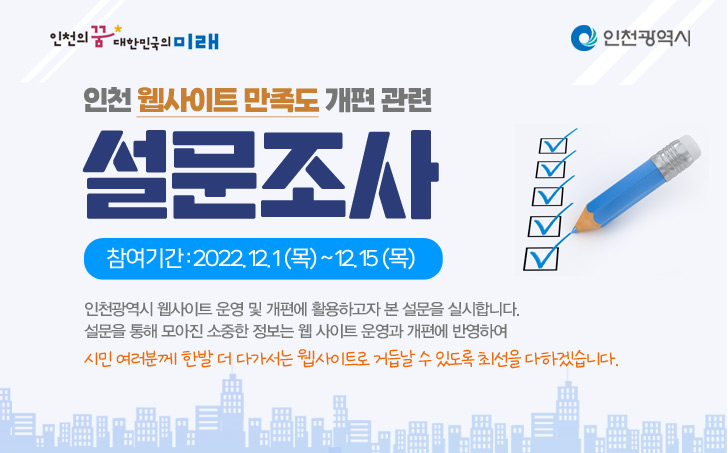 인천의 꿈 대한민국의 미래
인천광역시
인천 웹사이트 만족도 개편 관련
설문조사
참여기간 : 2022. 12. 1 (목) ~ 12. 15 (목)
인천광역시 웹사이트 운영 및 개편에 활용하고자 본 설문을 실시합니다.
설문을 통해 모아진 소중한 정보는 웹 사이트 운영과 개편에 반영하여
시민 여러분께 한발 더 다가서는 웹사이트로 거듭날 수 있도록 최선을 다하겠습니다.